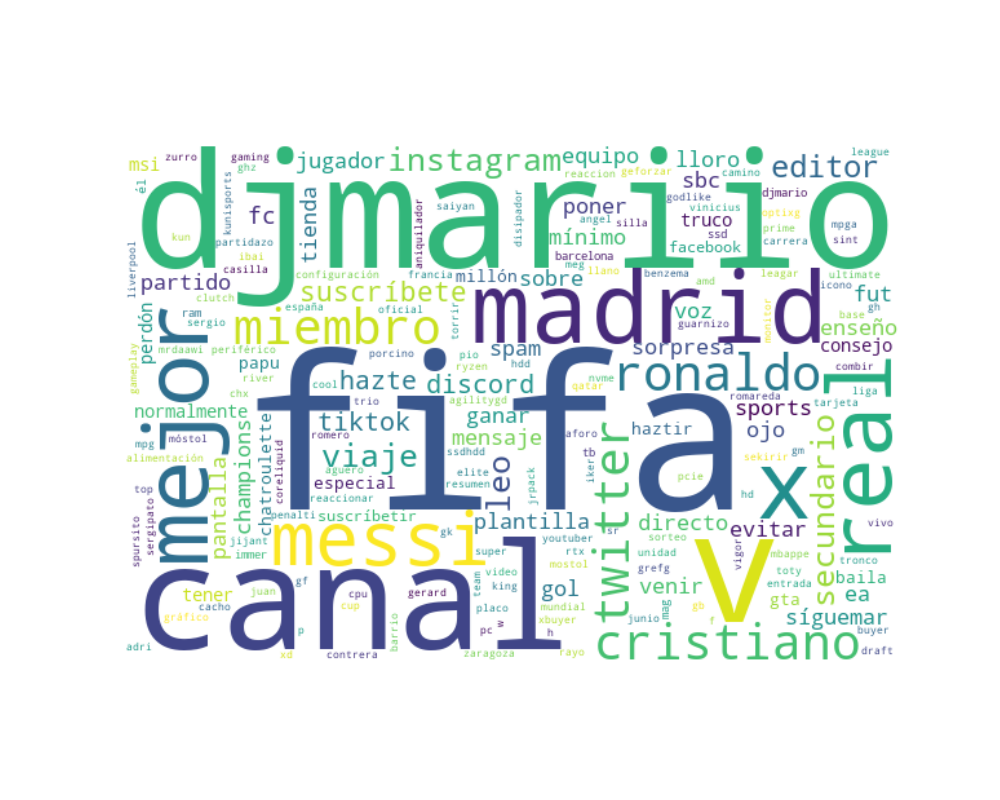 zurro
gaming
league
msi
ghz
jugador
instagram
equipo
lloro
editor
reaccion
geforzar
camino
él
kunisports
fc
tienda
aniquilador
saiyan
disipador
poner
angel
silla
sbc
godlike
vinicius
djmario
truco
optixg
mpga
djmariiio
kun
partidazo
ibai
casilla
mínimo
barcelona
meg
llano
facebook
ssd
prime
carrera
sint
liverpool
partido
configuración
francia
millón
sobre
benzema
amd
leagar
ultimate
icono
clutch
suscríbete
españa
oficial
torrir
madrid
voz
guarnizo
monitor
fut
base
gh
perdón
ram
sergio
miembro
enseño
mrdaawi
periférico
porcino
pio
spam
sorpresa
consejo
combir
gameplay
papu
river
cool
hazte
discord
ryzen
hdd
nvme
ronaldo
qatar
romareda
liga
mejor
chx
trio
agilitygd
tarjeta
normalmente
tiktok
ganar
aforo
haztir
sports
real
mpg
móstol
champions
chatroulette
romero
viaje
mensaje
tb
ojo
alimentación
coreliquid
aguero
ssdhdd
iker
sekirir
gm
fifa
x
top
pantalla
especial
reaccionar
elite
resumen
leo
jrpack
pcie
hd
secundario
spursito
sergipato
penalti
suscríbetir
plantilla
youtuber
twitter
directo
sorteo
evitar
vivo
jijant
immer
messi
gk
super
rtx
mostol
sr
unidad
vigor
mbappe
tronco
v
canal
tener
gf
cpu
gerard
team
video
king
gol
grefg
venir
toty
entrada
baila
gráfico
cacho
juan
cup
placo
mundial
xbuyer
junio
mag
gb
gta
ea
síguemar
adri
p
xd
contrera
barrio
pc
w
h
zaragoza
rayo
cristiano
f
buyer
draft